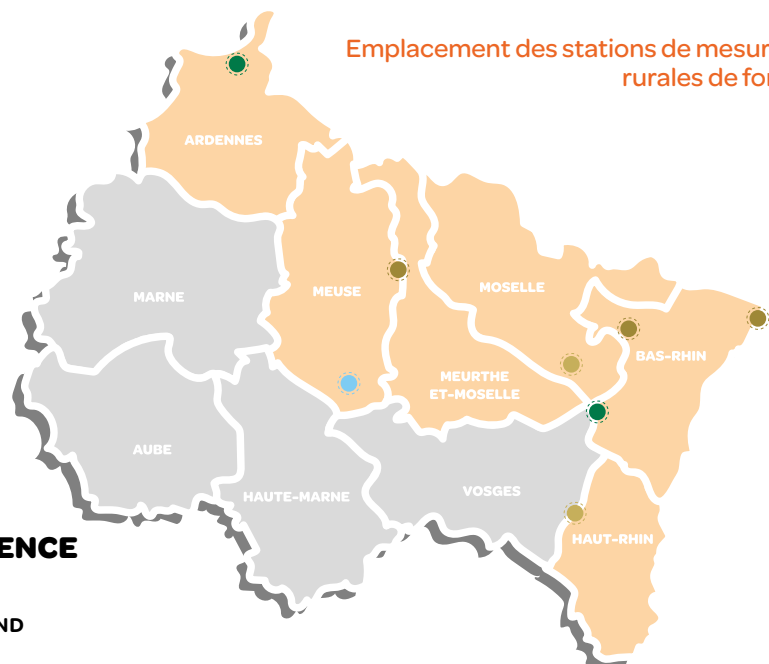 Emplacement des stations de mesur
rurales de fo
ARDENNES
MARNE
MEUSE
MOSELLE
BAS-RHIN
MEURTHE
ET-MOSELLE
AUBE
HAUTE-MARNE
VOSGES
HAUT-RHIN
ENCE
ND